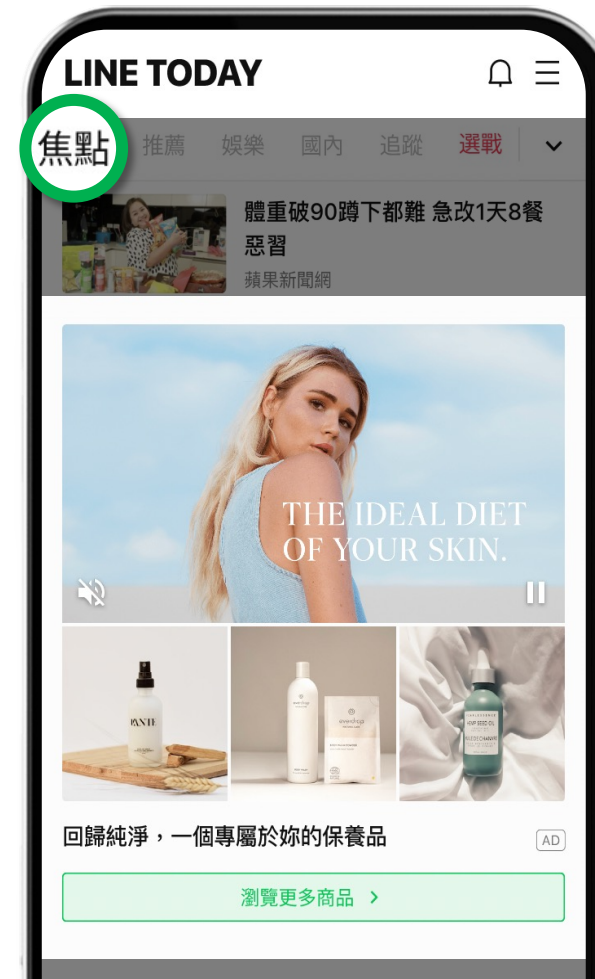 LINE TODAY
焦點 推薦 娛樂 國內 追蹤 選戰
體重破90蹲下都難 急改1天8餐
惡習
蘋果新聞網
THE IDEAL DIET
OF YOUR SKIN.
PANTE
HEMP SEED OIL
回歸純淨，一個專屬於妳的保養品
AD
瀏覽更多商品 >